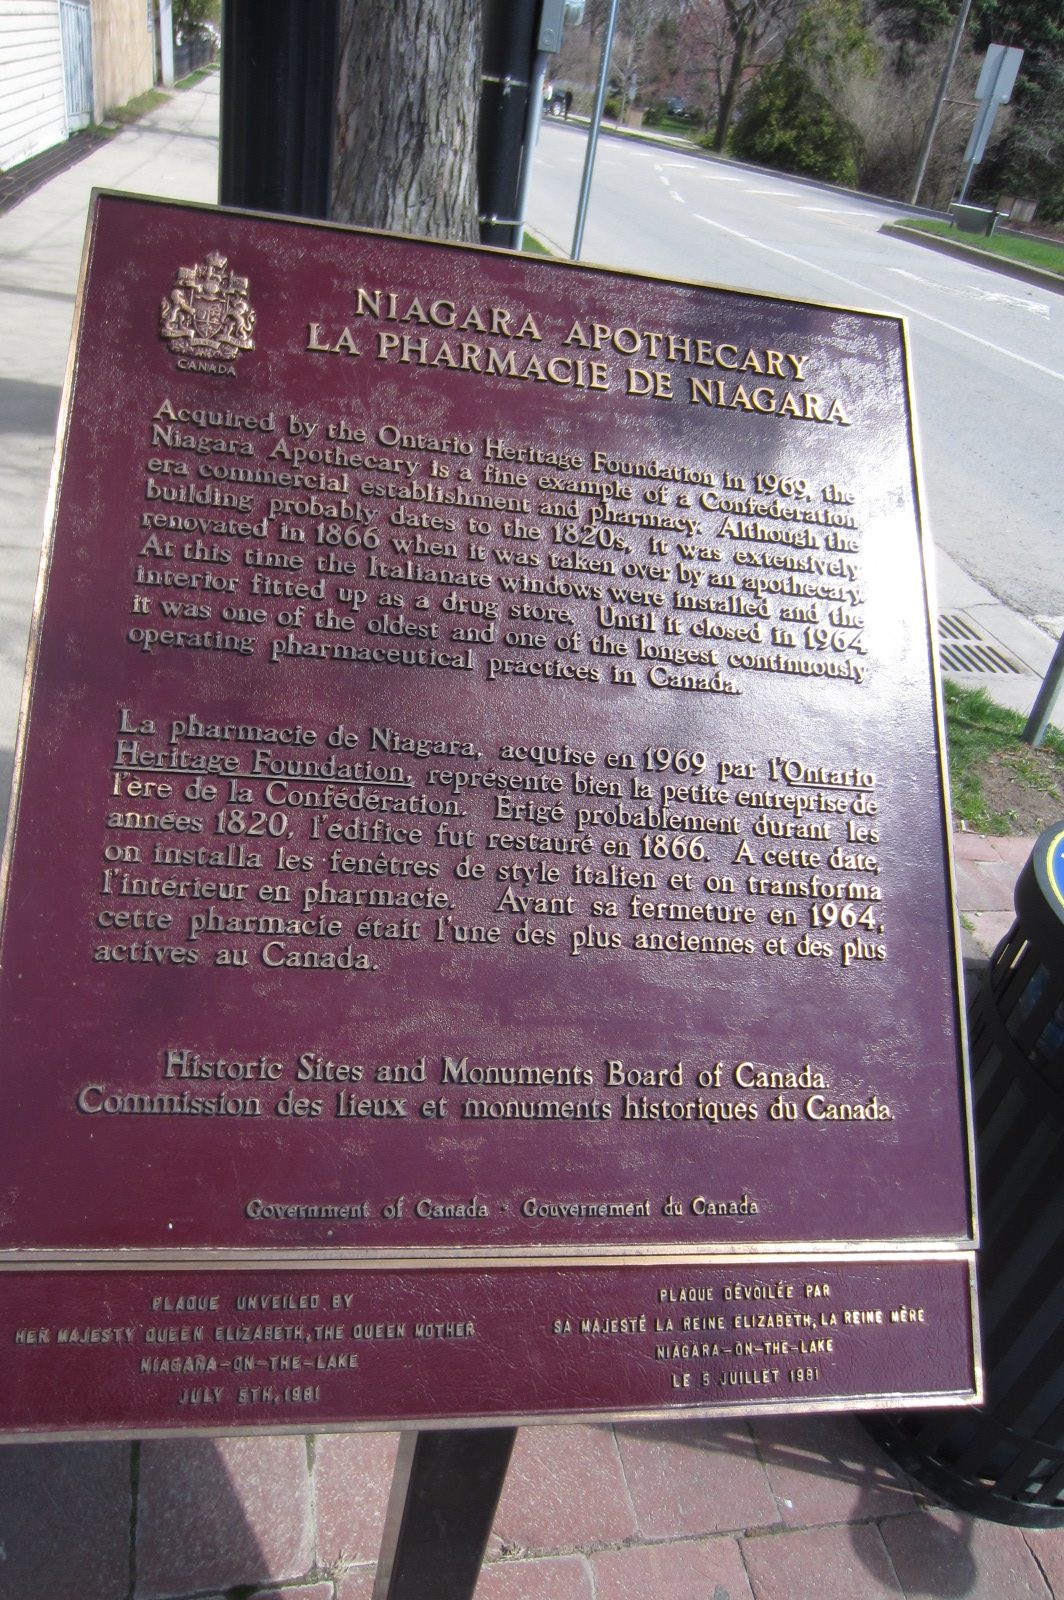 CANADA
NIAGARA APOTHECARY
LA PHARMACIE DE NIAGARA
Acquired by the Ontario Heritage Foundation in 1969, the
Niagara Apothecary is a fine example of a Confederation
era commercial establishment and pharmacy. Although the
building probably dates to the 1820s, it was extensively
renovated in 1866 when it was taken over by an apothecary.
At this time the Italianate windows were installed and the
interior fitted up as a drug store. Until it closed in 1964
it was one of the oldest and one of the longest continuously
operating pharmaceutical practices in Canada.
La pharmacie de Niagara, acquise en 1969 par l'Ontario
Heritage Foundation, représente bien la petite entreprise de
l'ère de la Confédération. Érigé probablement durant les
années 1820, l'édifice fut restauré en 1866. A cette date,
on installa les fenêtres de style italien et on transforma
l'intérieur en pharmacie. Avant sa fermeture en 1964,
cette pharmacie était l'une des plus anciennes et des plus
actives au Canada.
Historic Sites and Monuments Board of Canada.
Commission des lieux et monuments historiques du Canada.
Government of Canada - Gouvernement du Canada
PLAQUE UNVEILED BY
HER MAJESTY QUEEN ELIZABETH, THE QUEEN MOTHER
NIAGARA-ON-THE-LAKE
JULY 5TH, 1981
PLAQUE DÉVOILÉE PAR
SA MAJESTÉ LA REINE ELIZABETH, LA REINE MÈRE
NIAGARA-ON-THE-LAKE
LE 5 JUILLET 1981